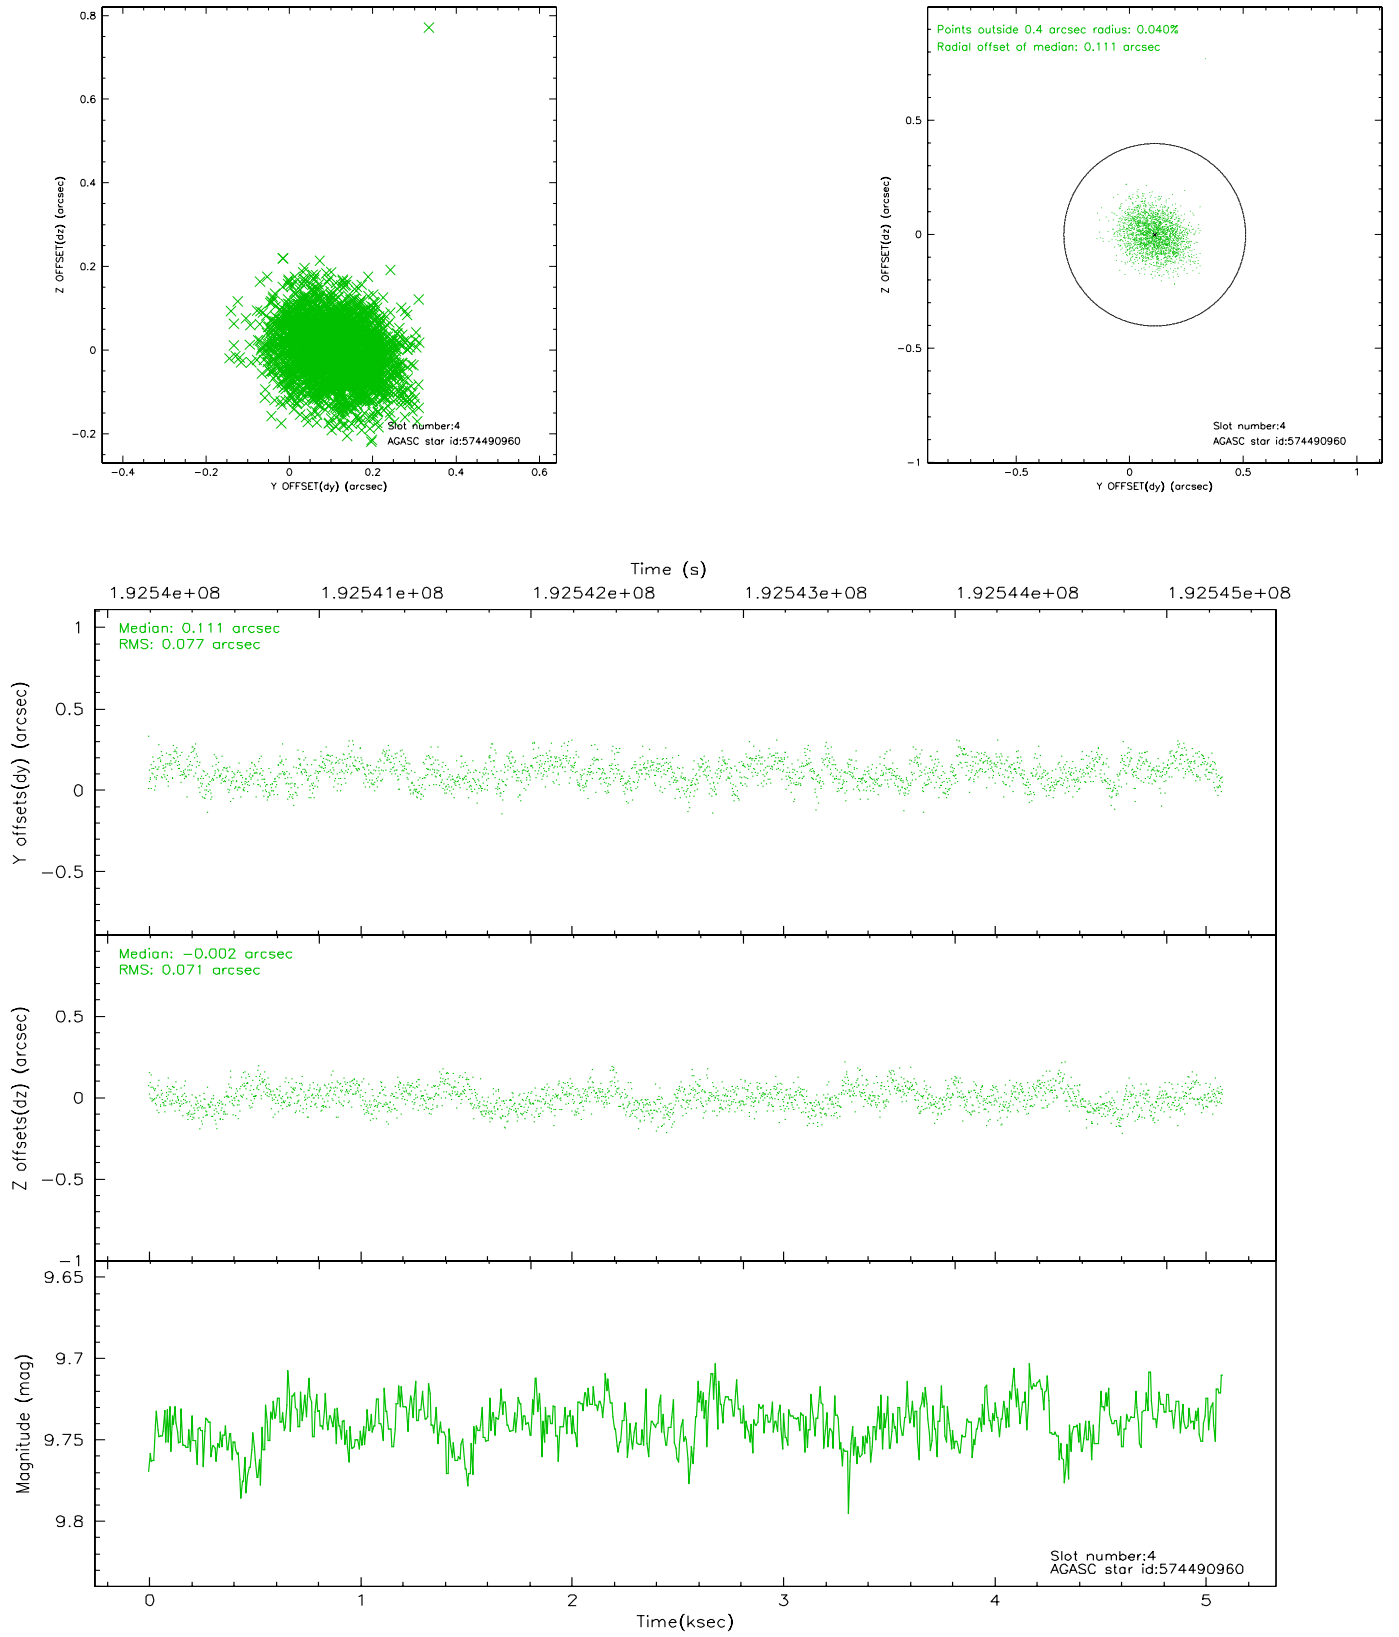 0.8
0.6
0.4
0.2
0
−0.2
−0.4
−0.2
0
0.2
0.4
0.6
Z OFFSET(dz) (arcsec)
Y OFFSET(dy) (arcsec)
Slot number:4
AGASC star id:574490960
Points outside 0.4 arcsec radius: 0.040%
Radial offset of median: 0.111 arcsec
0.5
0
−0.5
−1
−0.5
0
0.5
1
Z OFFSET(dz) (arcsec)
Y OFFSET(dy) (arcsec)
Slot number:4
AGASC star id:574490960
Time (s)
1.9254e+08
1.92541e+08
1.92542e+08
1.92543e+08
1.92544e+08
1.92545e+08
Median: 0.111 arcsec
RMS: 0.077 arcsec
1
0.5
0
−0.5
Y offsets(dy) (arcsec)
Median: −0.002 arcsec
RMS: 0.071 arcsec
0.5
0
−0.5
−1
Z offsets(dz) (arcsec)
9.65
9.7
9.75
9.8
Magnitude (mag)
Slot number:4
AGASC star id:574490960
0
1
2
3
4
5
Time(ksec)